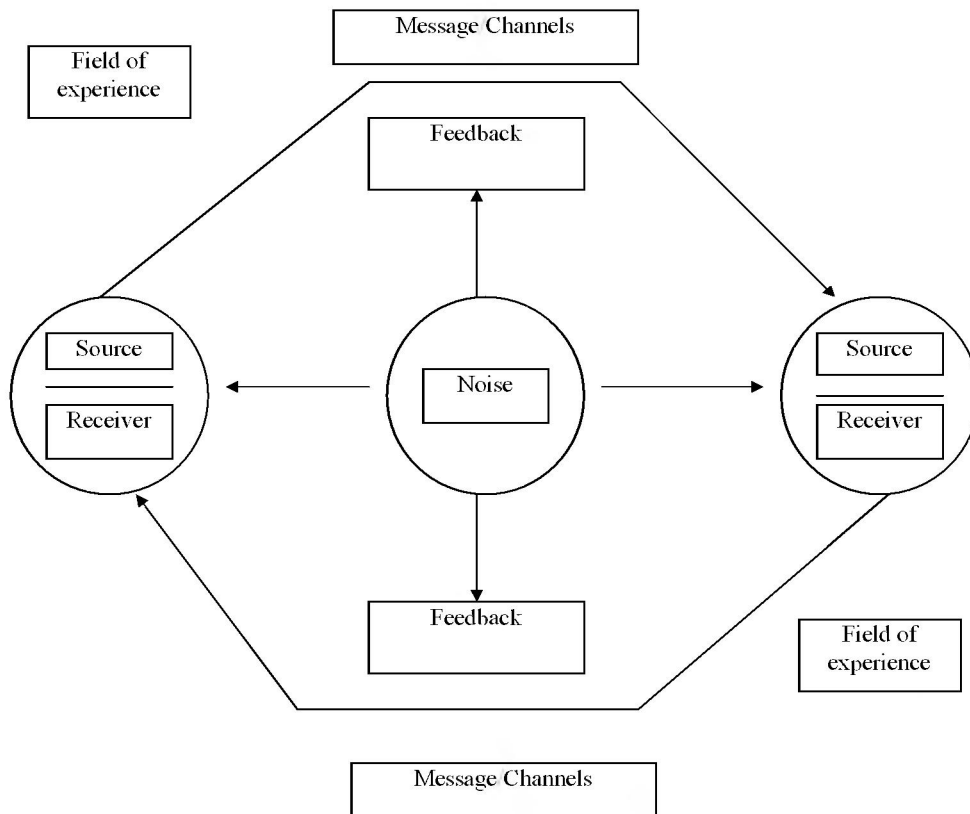 Message/Channels
Field of
experience
Feedback
Source
Receiver
Noise
Source
Receiver
Feedback
Field of
experience
Message/Channels